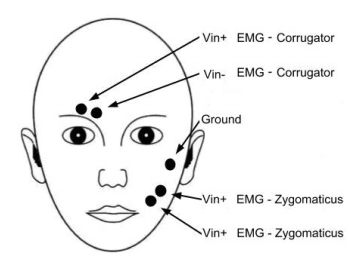 Vin+ EMG - Corrugator
Vin- EMG - Corrugator
Ground
Vin+ EMG - Zygomaticus
Vin+ EMG - Zygomaticus